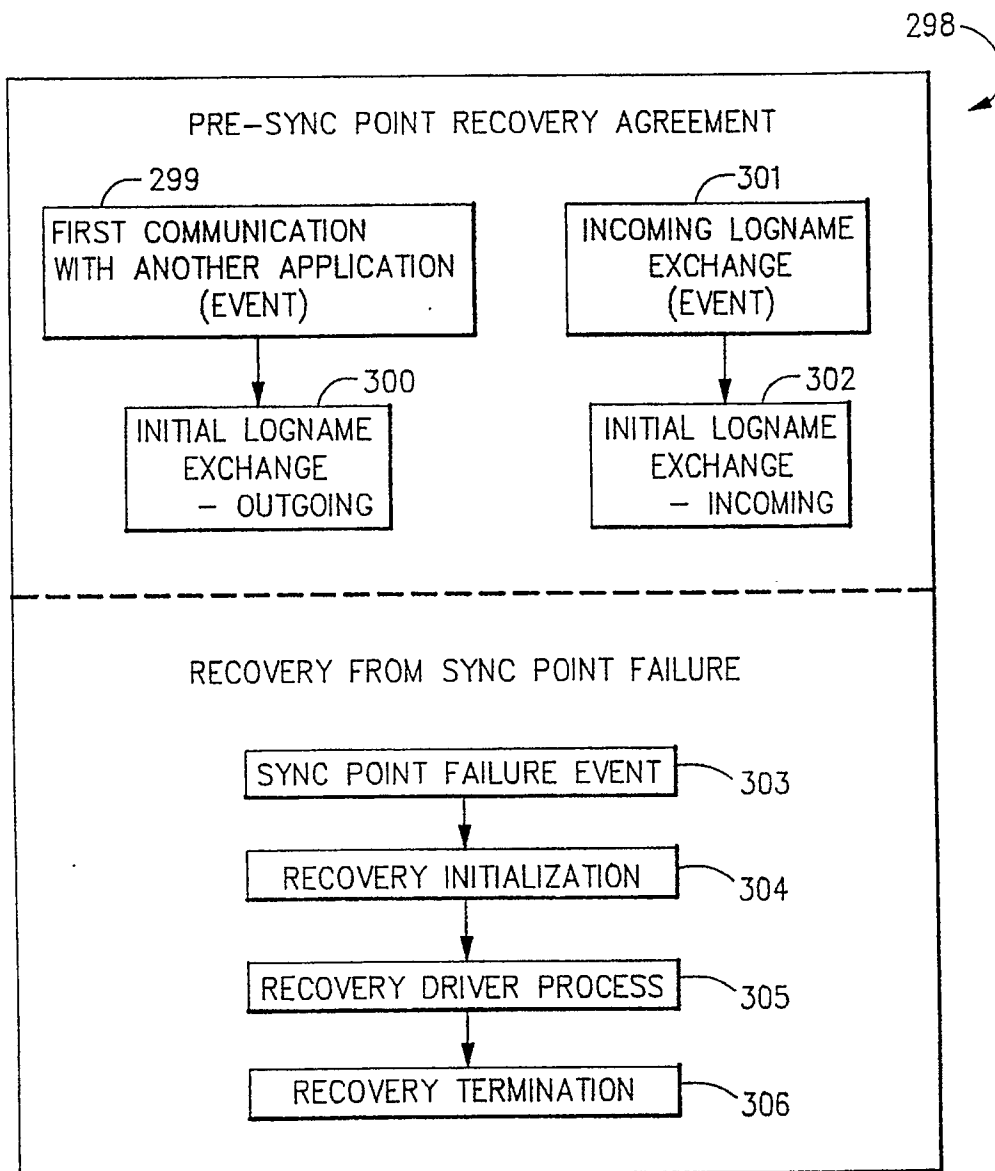 298
PRE-SYNC POINT RECOVERY AGREEMENT
299
FIRST COMMUNICATION
WITH ANOTHER APPLICATION
(EVENT)
301
INCOMING LOGNAME
EXCHANGE
(EVENT)
300
INITIAL LOGNAME
EXCHANGE
– OUTGOING
302
INITIAL LOGNAME
EXCHANGE
– INCOMING
RECOVERY FROM SYNC POINT FAILURE
SYNC POINT FAILURE EVENT
303
RECOVERY INITIALIZATION
304
RECOVERY DRIVER PROCESS
305
RECOVERY TERMINATION
306